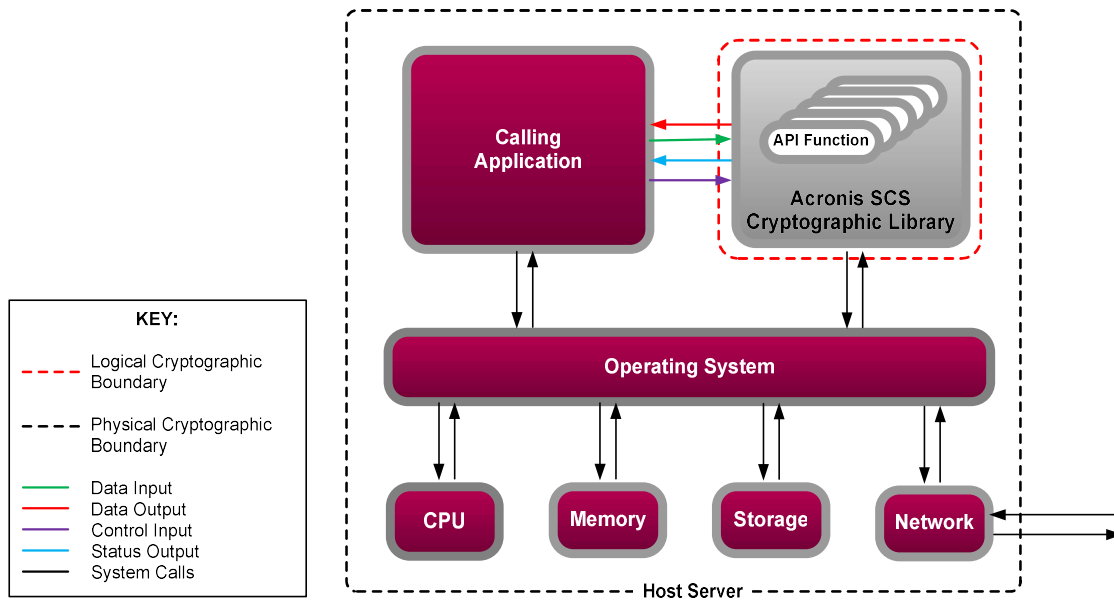 Calling
Application
API Function
Acronis SCS
Cryptographic Library
Operating System
CPU
Memory
Storage
Network
Host Server
KEY:
Logical Cryptographic
Boundary
Physical Cryptographic
Boundary
Data Input
Data Output
Control Input
Status Output
System Calls